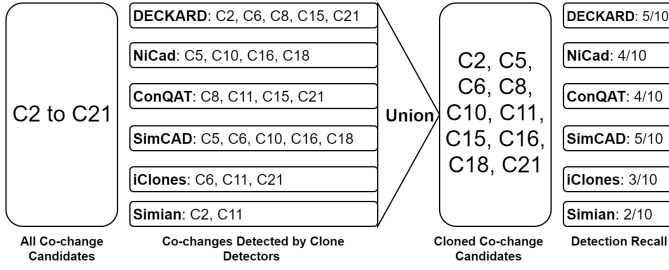 C2 to C21
All Co-change
Candidates
DECKARD: C2, C6, C8, C15, C21
NiCad: C5, C10, C16, C18
ConQAT: C8, C11, C15, C21
SimCAD: C5, C6, C10, C16, C18
iClones: C6, C11, C21
Simian: C2, C11
Co-changes Detected by Clone
Detectors
Union
C2, C5,
C6, C8,
C10, C11,
C15, C16,
C18, C21
Cloned Co-change
Candidates
DECKARD: 5/10
NiCad: 4/10
ConQAT: 4/10
SimCAD: 5/10
iClones: 3/10
Simian: 2/10
Detection Recall